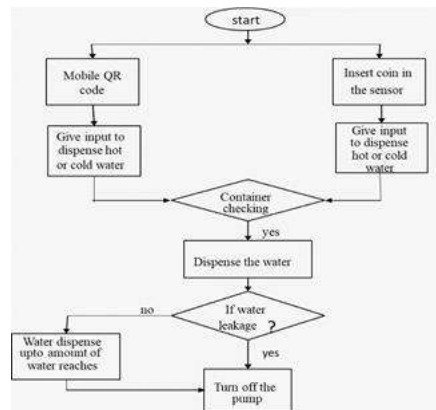 start
Mobile QR
code
Insert coin in
the sensor
Give input to
dispense hot
or cold water
Give input
to dispense
hot or cold
water
Container
checking
yes
Dispense the water
no
If water
leakage ?
Water dispense
upto amount of
water reaches
yes
Turn off the
pump